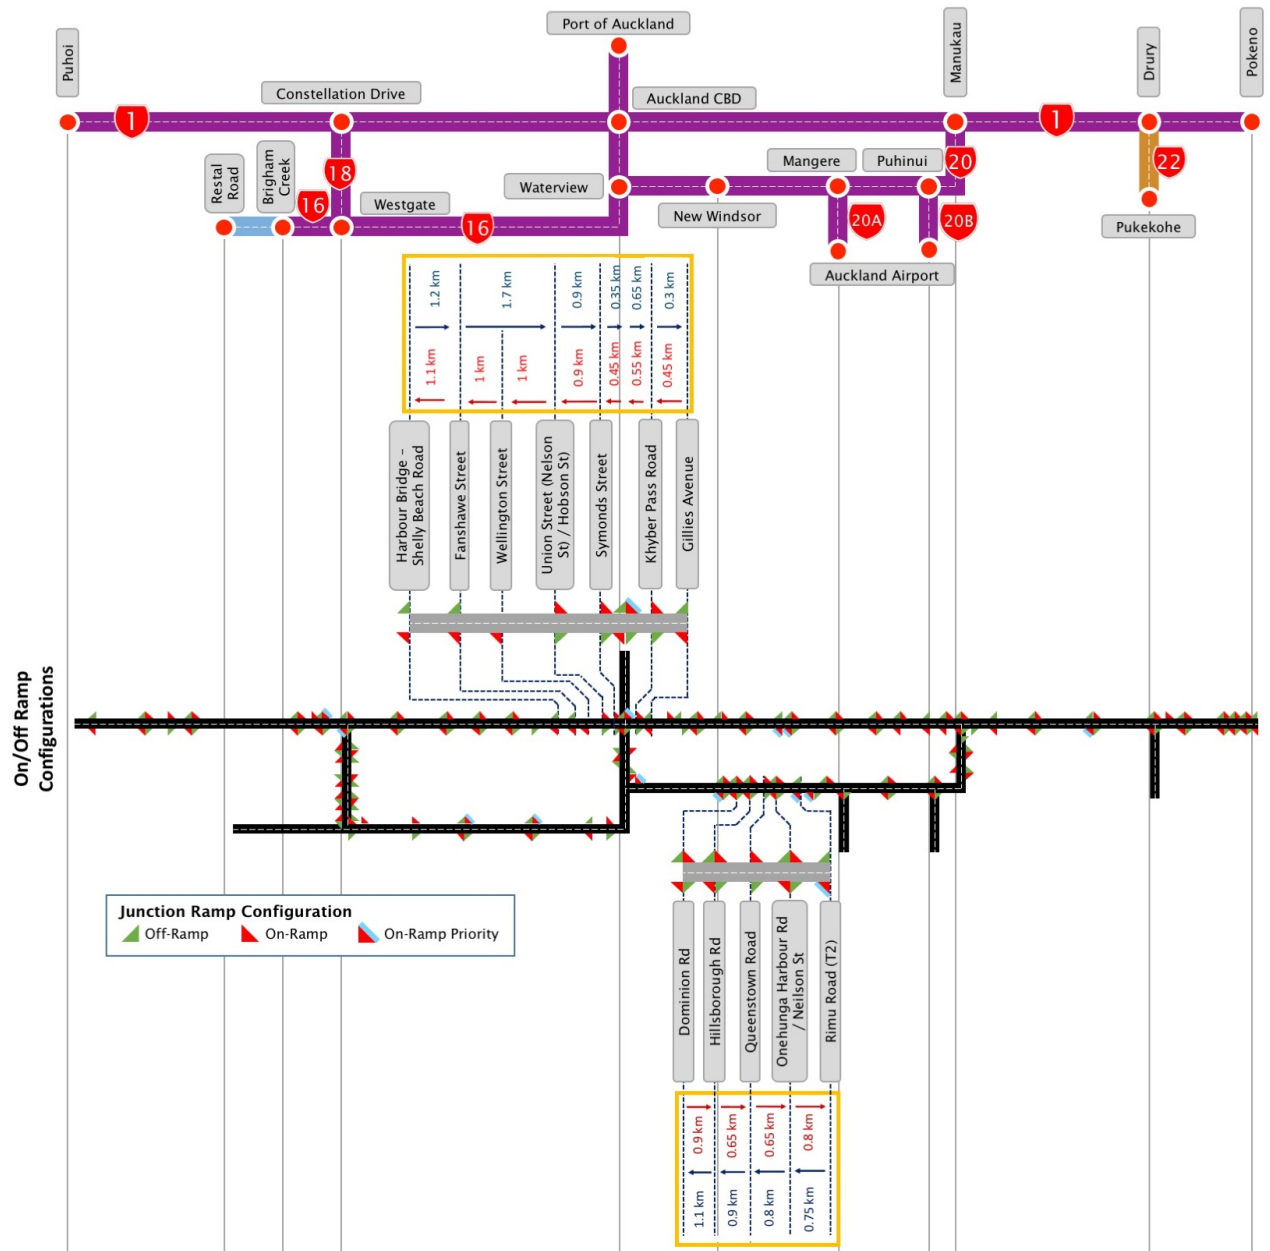 Port of Auckland
Puhoi
Manukau
Drury
Pokeno
Constellation Drive
Auckland CBD
1
1
Restal
Road
Brigham
Creek
18
16
Westgate
16
Waterview
New Windsor
Mangere
Puhinui
20
20A
20B
Auckland Airport
22
Pukekohe
1.2 km
1.7 km
0.9 km
0.35 km
0.65 km
0.3 km
1.1 km
1 km
1 km
0.9 km
0.45 km
0.55 km
0.45 km
Harbour Bridge –
Shelly Beach Road
Fanshawe Street
Wellington Street
Union Street (Nelson
St) / Hobson St)
Symonds Street
Khyber Pass Road
Gillies Avenue
On/Off Ramp
Configurations
Junction Ramp Configuration
Off-Ramp
On-Ramp
On-Ramp Priority
Dominion Rd
Hillsborough Rd
Queenstown Road
Onehunga Harbour Rd
/ Neilson St
Rimu Road (T2)
0.9 km
0.65 km
0.65 km
0.8 km
1.1 km
0.9 km
0.8 km
0.75 km